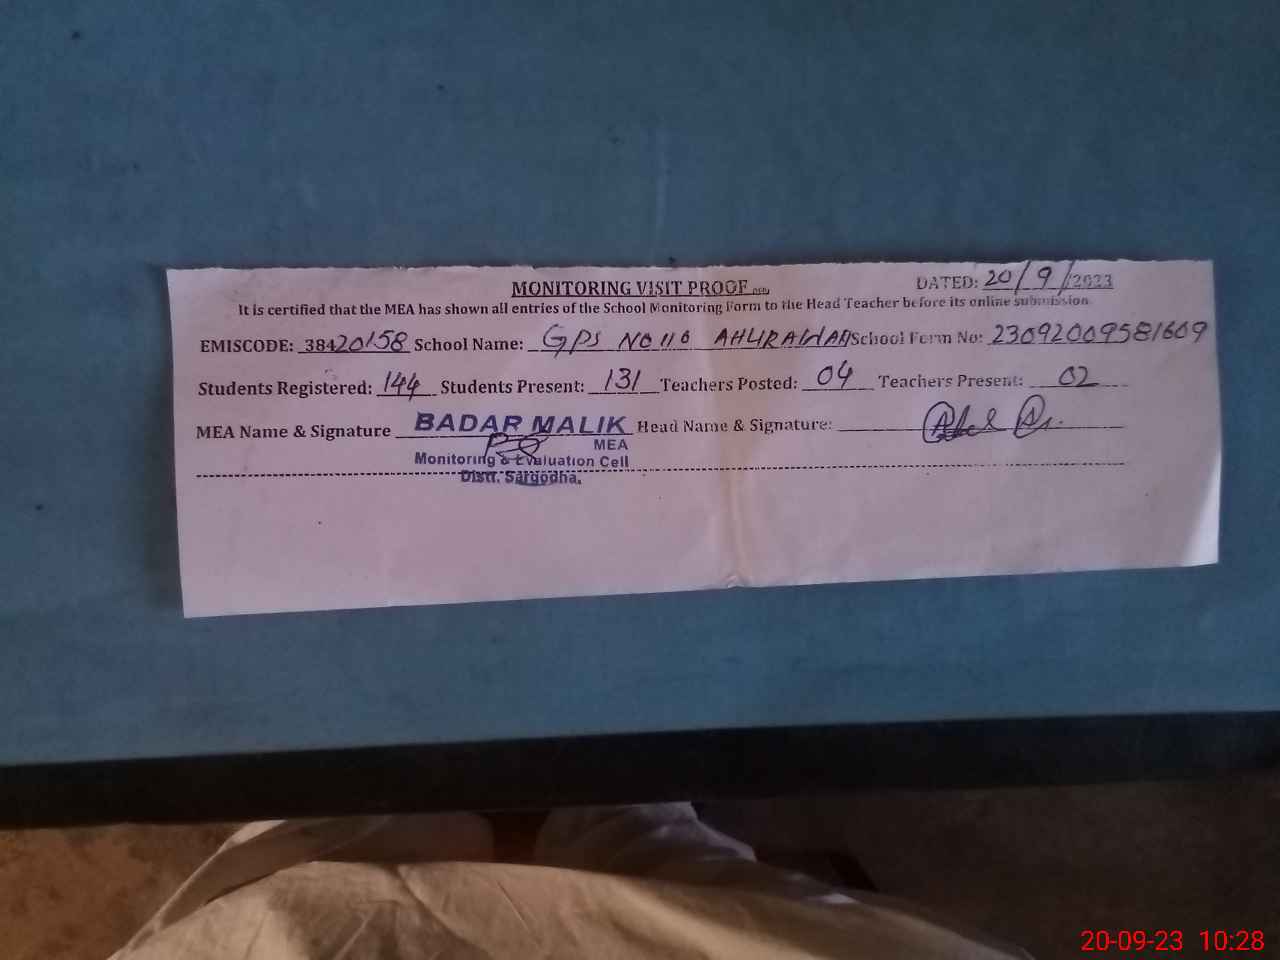 MONITORING VISIT PROOF DATED: 20/9/2023
It is certified that the MEA has shown all entries of the School Monitoring Form to the Head Teacher before its online submission.
EMISCODE: 38420158 School Name: GPS NO 110 AHLIRAWAN School Form No: 23092009581609
Students Registered: 144 Students Present: 131 Teachers Posted: 04 Teachers Present: 02
MEA Name & Signature BADAR MALIK Head Name & Signature:
MEA
Monitoring & Evaluation Cell
Distt. Sargodha.
20-09-23 10:28